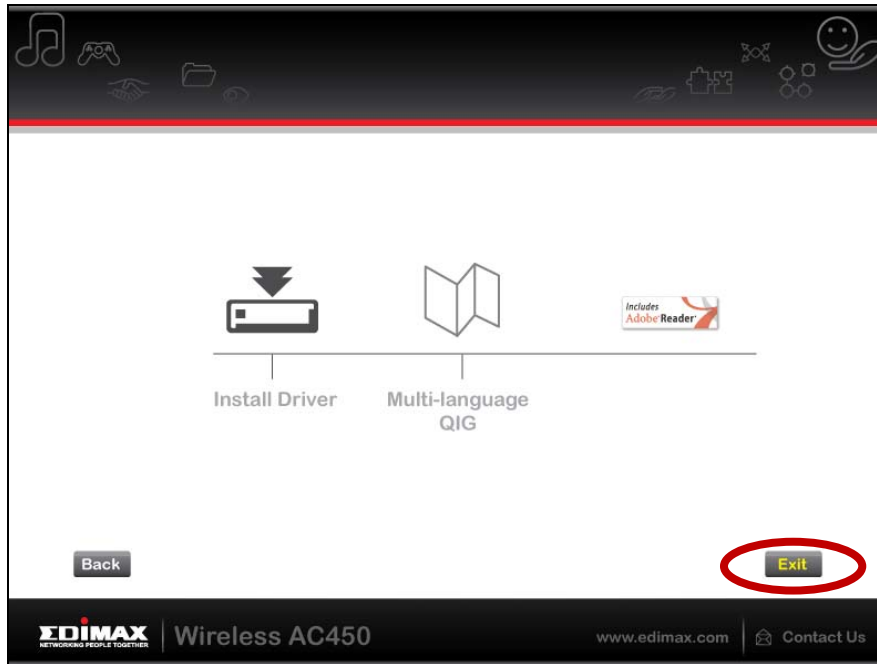 Includes
Adobe Reader
Install Driver
Multi-language
QIG
Back
Exit
EDIMAX
NETWORKING PEOPLE TOGETHER
Wireless AC450
www.edimax.com
Contact Us